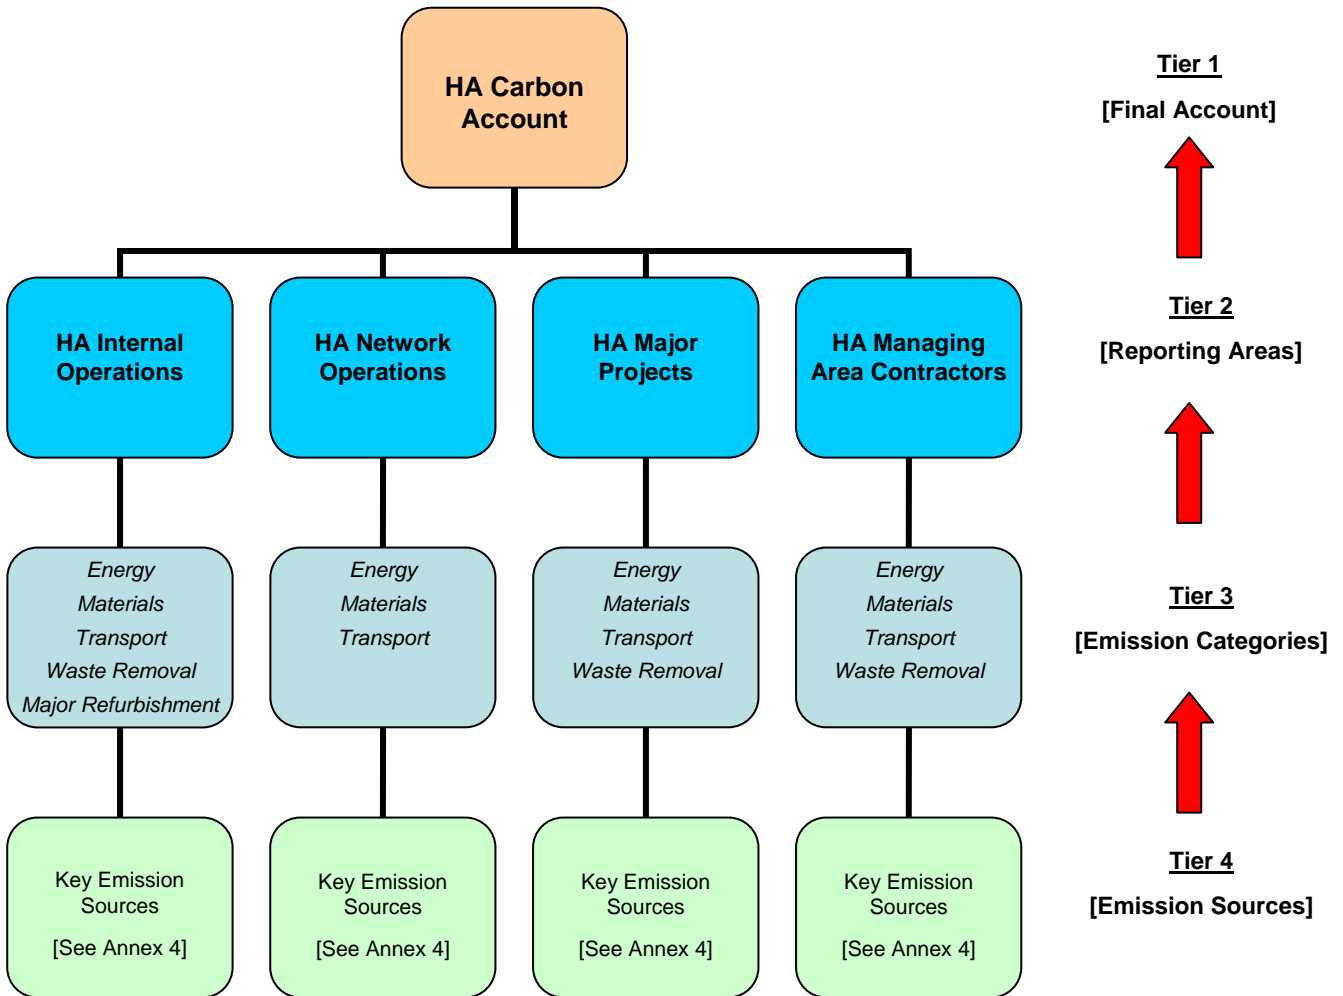 HA Carbon
Account
Tier 1
[Final Account]
HA Internal
Operations
HA Network
Operations
HA Major
Projects
HA Managing
Area Contractors
Tier 2
[Reporting Areas]
Energy
Materials
Transport
Waste Removal
Major Refurbishment
Energy
Materials
Transport
Energy
Materials
Transport
Waste Removal
Energy
Materials
Transport
Waste Removal
Tier 3
[Emission Categories]
Key Emission
Sources
[See Annex 4]
Key Emission
Sources
[See Annex 4]
Key Emission
Sources
[See Annex 4]
Key Emission
Sources
[See Annex 4]
Tier 4
[Emission Sources]